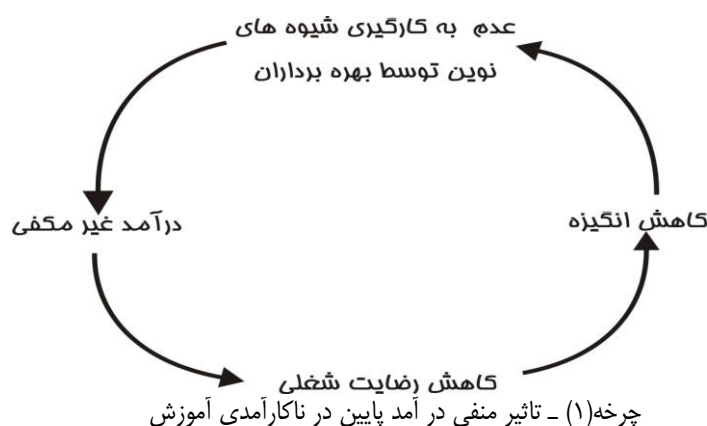 عدم به کارگیری شیوه های
نوین توسط بهره برداران
درآمد غیر مکفی
کاهش انگیزه
کاهش رضایت شغلی
چرخه(۱) ـ تاثیر منفی در آمد پایین در ناکارآمدی آموزش